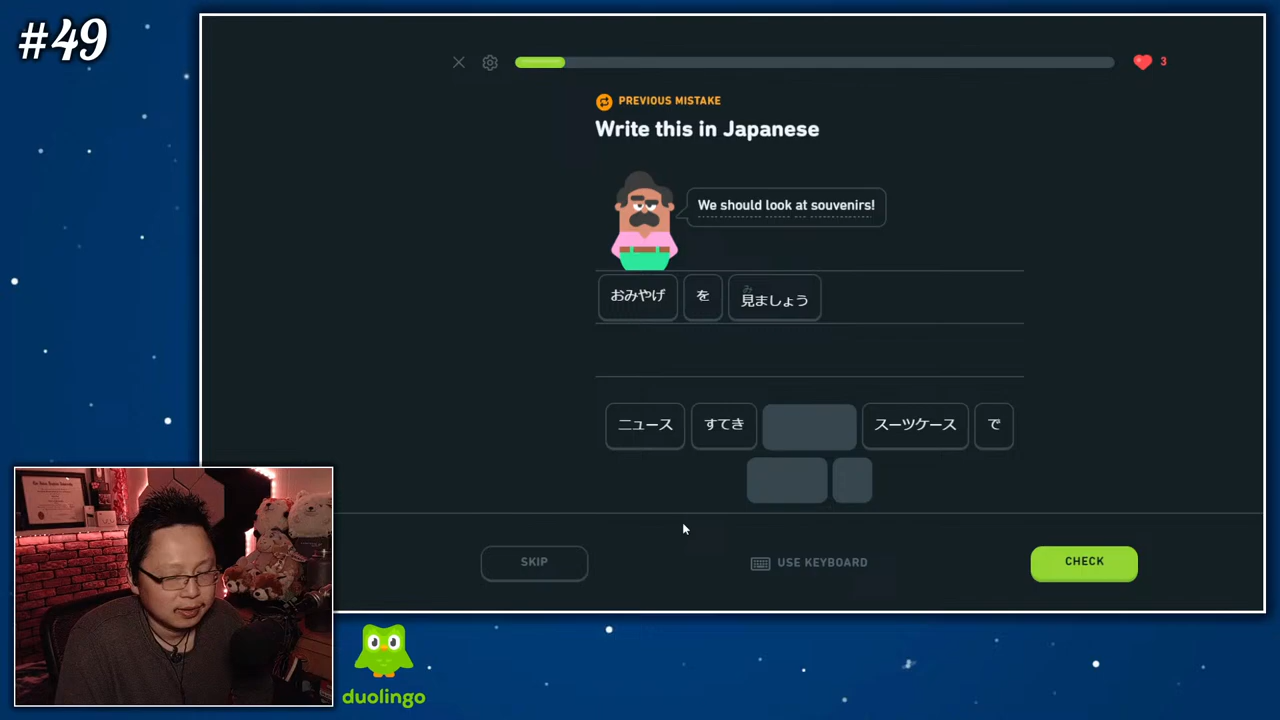 #49
3
PREVIOUS MISTAKE
Write this in Japanese
We should look at souvenirs!
み
おみやげ を 見ましょう
ニュース すてき スーツケース で
SKIP
USE KEYBOARD
CHECK
duolingo